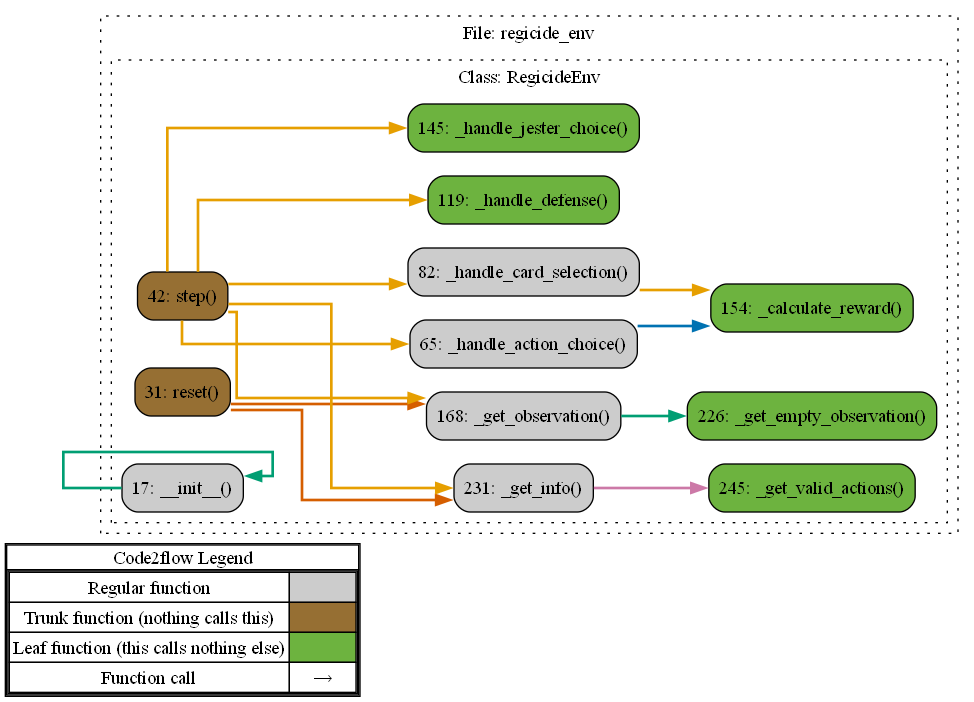 File: regicide_env
Class: RegicideEnv
145: _handle_jester_choice()
119: _handle_defense()
82: _handle_card_selection()
42: step()
154: _calculate_reward()
65: _handle_action_choice()
31: reset()
168: _get_observation()
226: _get_empty_observation()
17: __init__()
231: _get_info()
245: _get_valid_actions()
Code2flow Legend
Regular function
Trunk function (nothing calls this)
Leaf function (this calls nothing else)
Function call →